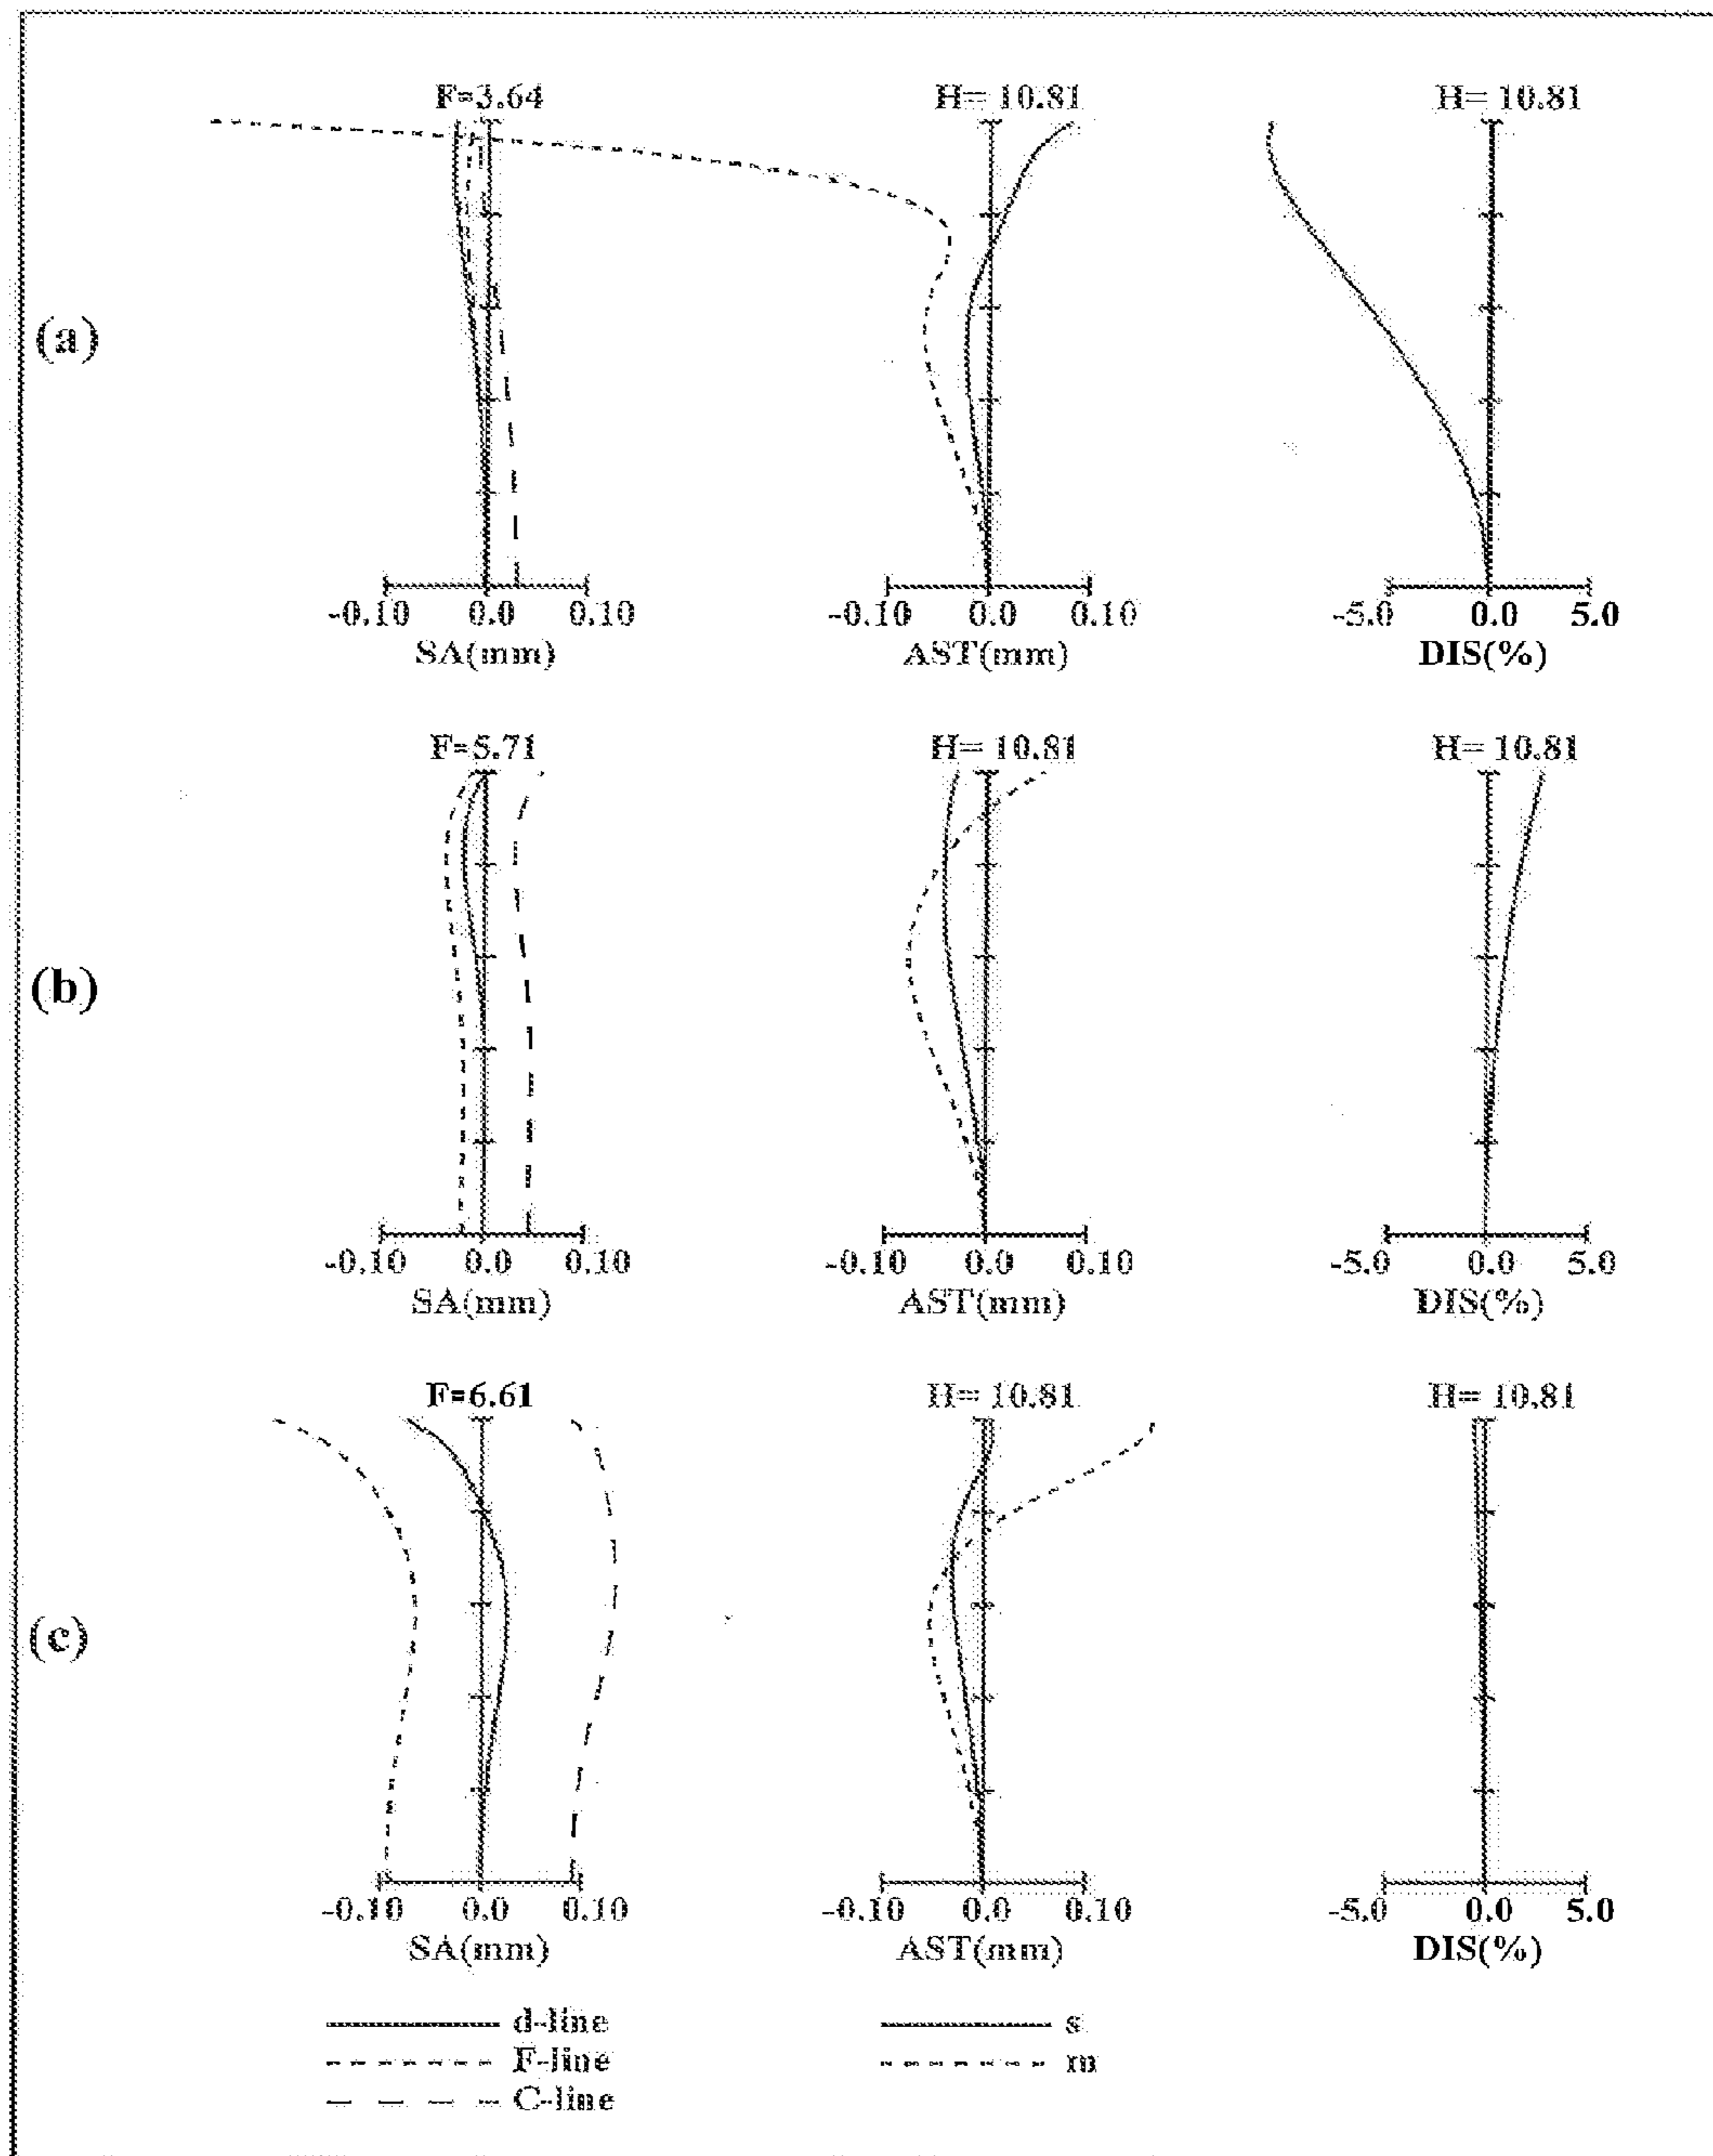 F=3.64
H= 10.81
H= 10.81
(a)
-0.10 0.0 0.10
SA(mm)
-0.10 0.0 0.10
AST(mm)
-5.0 0.0 5.0
DIS(%)
F=5.71
H= 10.81
H= 10.81
(b)
-0.10 0.0 0.10
SA(mm)
-0.10 0.0 0.10
AST(mm)
-5.0 0.0 5.0
DIS(%)
F=6.61
H= 10.81
H= 10.81
(c)
-0.10 0.0 0.10
SA(mm)
-0.10 0.0 0.10
AST(mm)
-5.0 0.0 5.0
DIS(%)
d-line
F-line
C-line
s
m